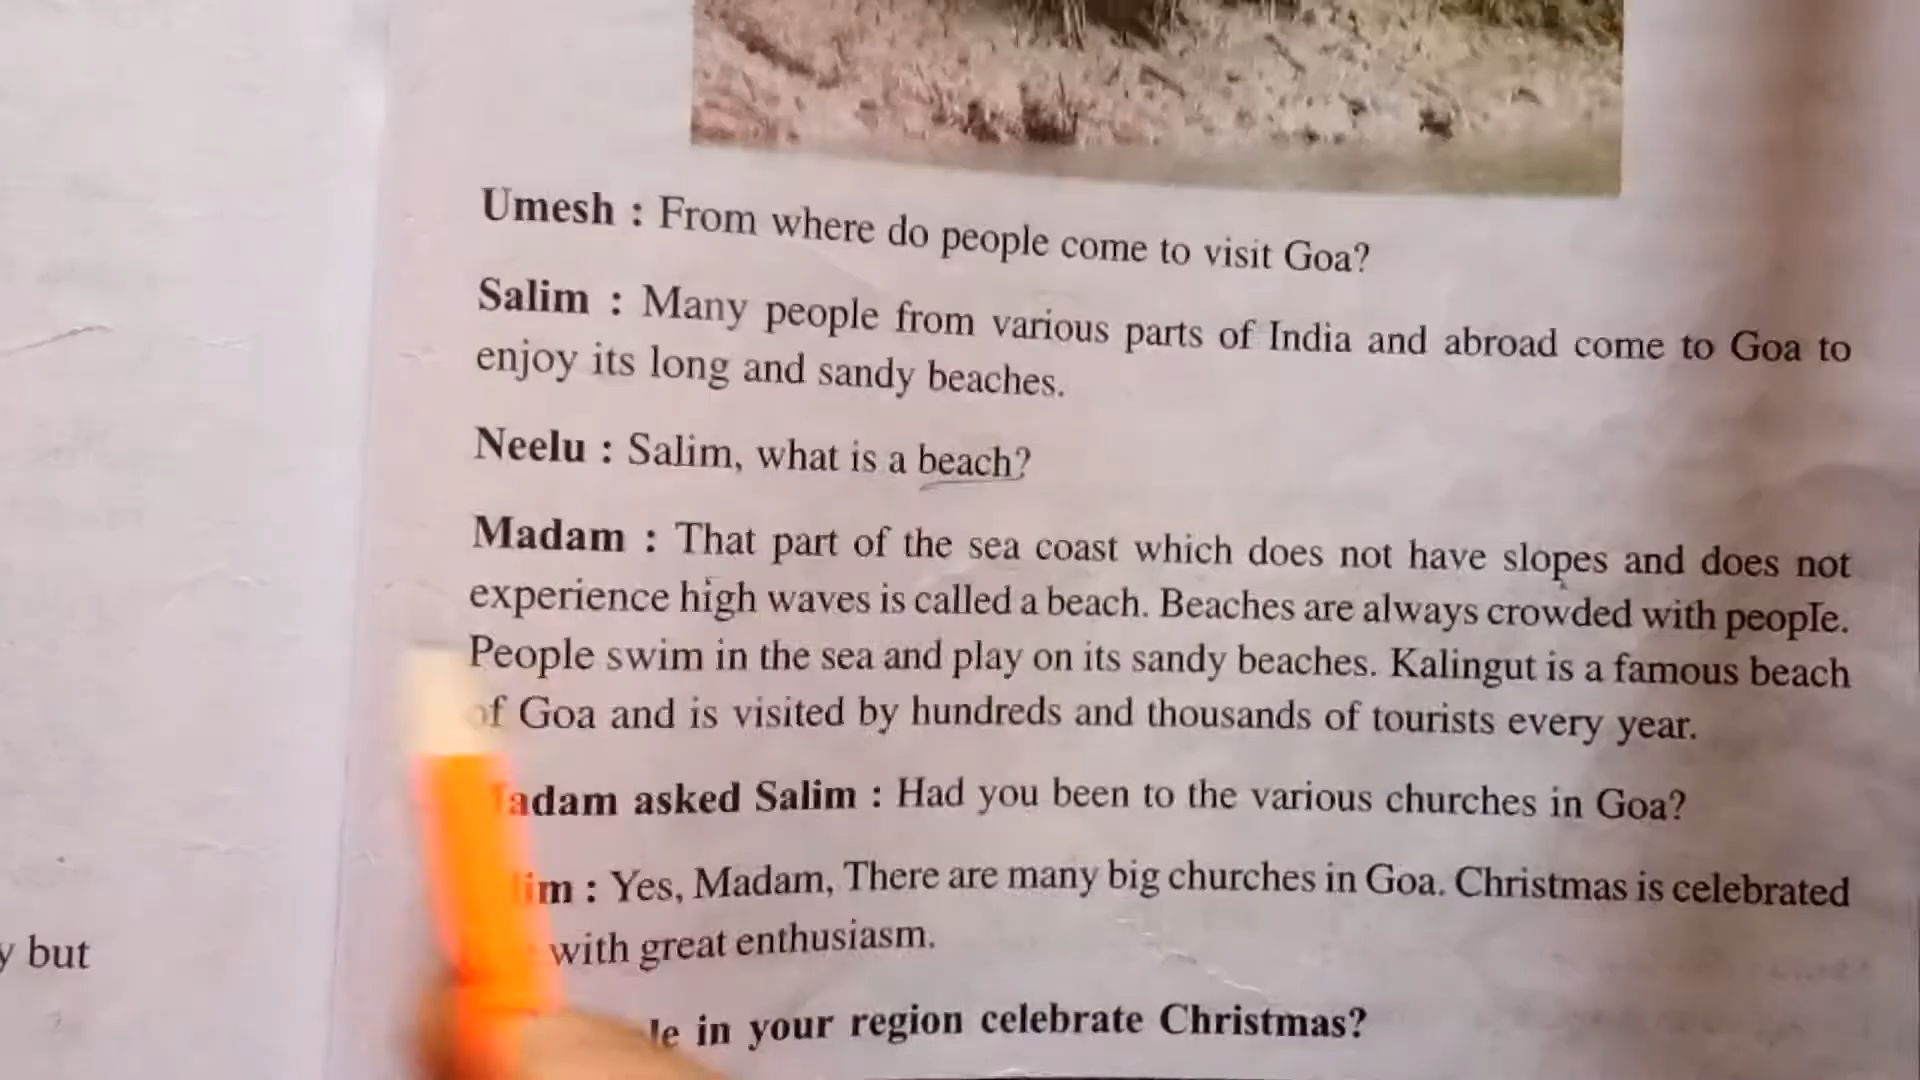 Umesh : From where do people come to visit Goa?
Salim : Many people from various parts of India and abroad come to Goa to
enjoy its long and sandy beaches.
Neelu : Salim, what is a beach?
Madam : That part of the sea coast which does not have slopes and does not
experience high waves is called a beach. Beaches are always crowded with people.
People swim in the sea and play on its sandy beaches. Kalingut is a famous beach
of Goa and is visited by hundreds and thousands of tourists every year.
adam asked Salim : Had you been to the various churches in Goa?
im : Yes, Madam, There are many big churches in Goa. Christmas is celebrated
with great enthusiasm.
y but
le in your region celebrate Christmas?